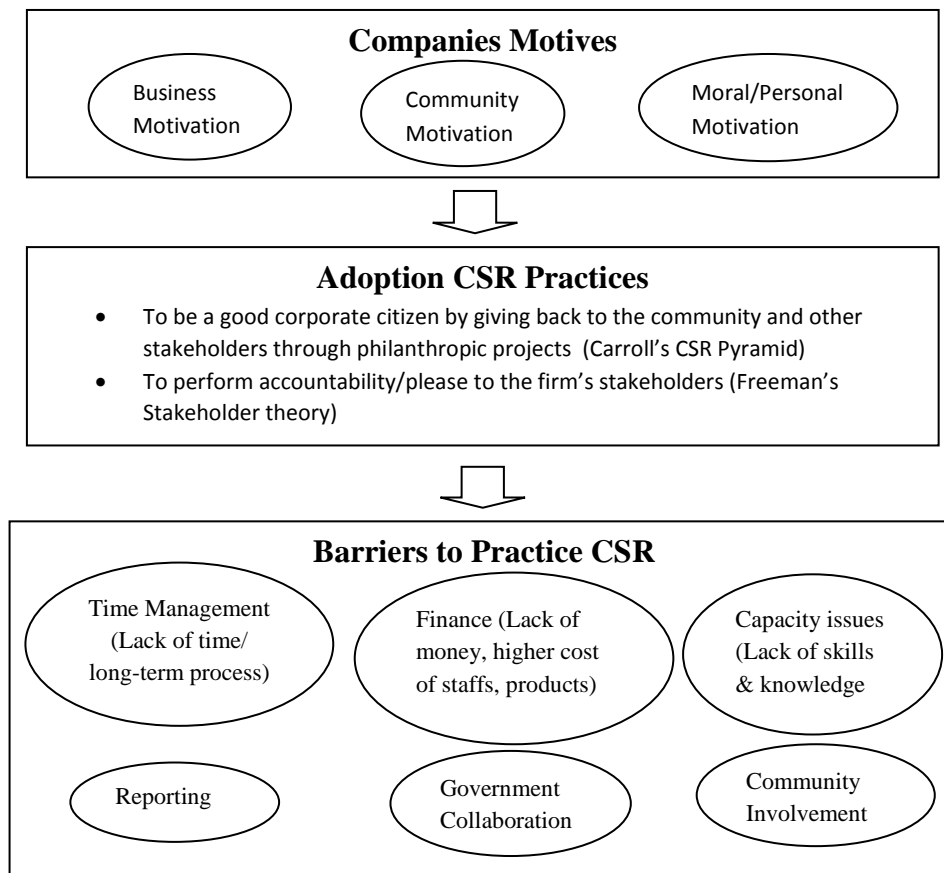 Companies Motives
Business
Motivation
Community
Motivation
Moral/Personal
Motivation
Adoption CSR Practices
• To be a good corporate citizen by giving back to the community and other
stakeholders through philanthropic projects (Carroll's CSR Pyramid)
• To perform accountability/please to the firm's stakeholders (Freeman's
Stakeholder theory)
Barriers to Practice CSR
Time Management
(Lack of time/
long-term process)
Finance (Lack of
money, higher cost
of staffs, products)
Capacity issues
(Lack of skills
& knowledge
Reporting
Government
Collaboration
Community
Involvement